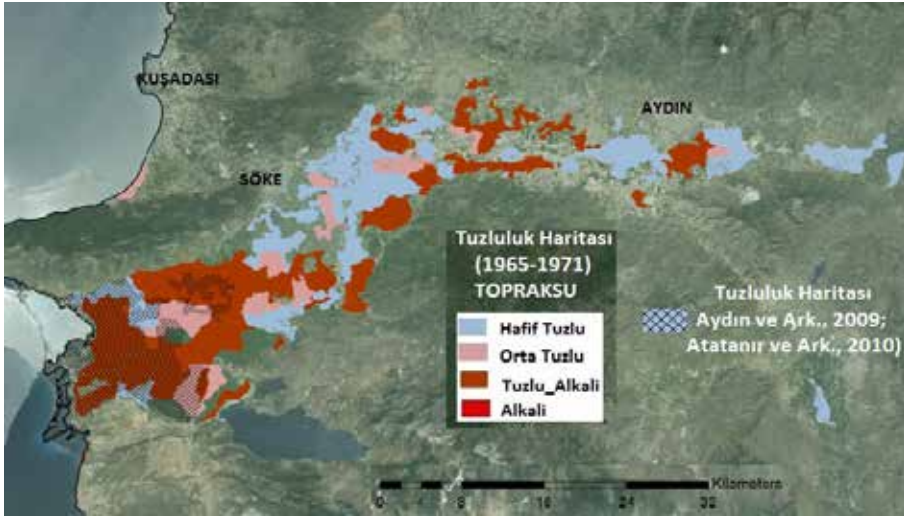 KUŞADASI
AYDIN
SÖKE
Tuzluluk Haritası
(1965-1971)
TOPRAKSU
Hafif Tuzlu
Orta Tuzlu
Tuzlu_Alkali
Alkali
Tuzluluk Haritası
Aydın ve Ark., 2009;
Atatanır ve Ark., 2010)
Kilometers
0 4 8 16 24 32